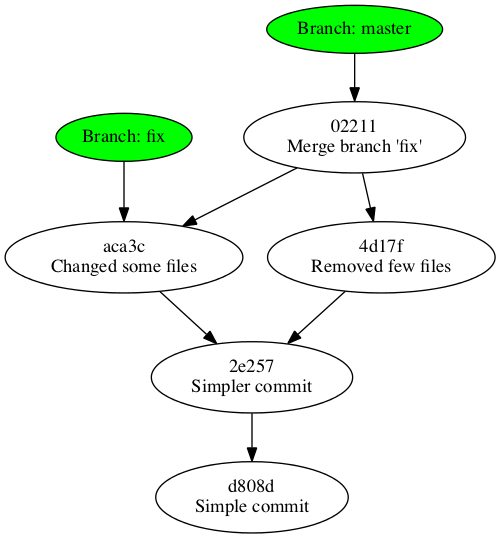 Branch: master
02211
Merge branch 'fix'
Branch: fix
aca3c
Changed some files
4d17f
Removed few files
2e257
Simpler commit
d808d
Simple commit